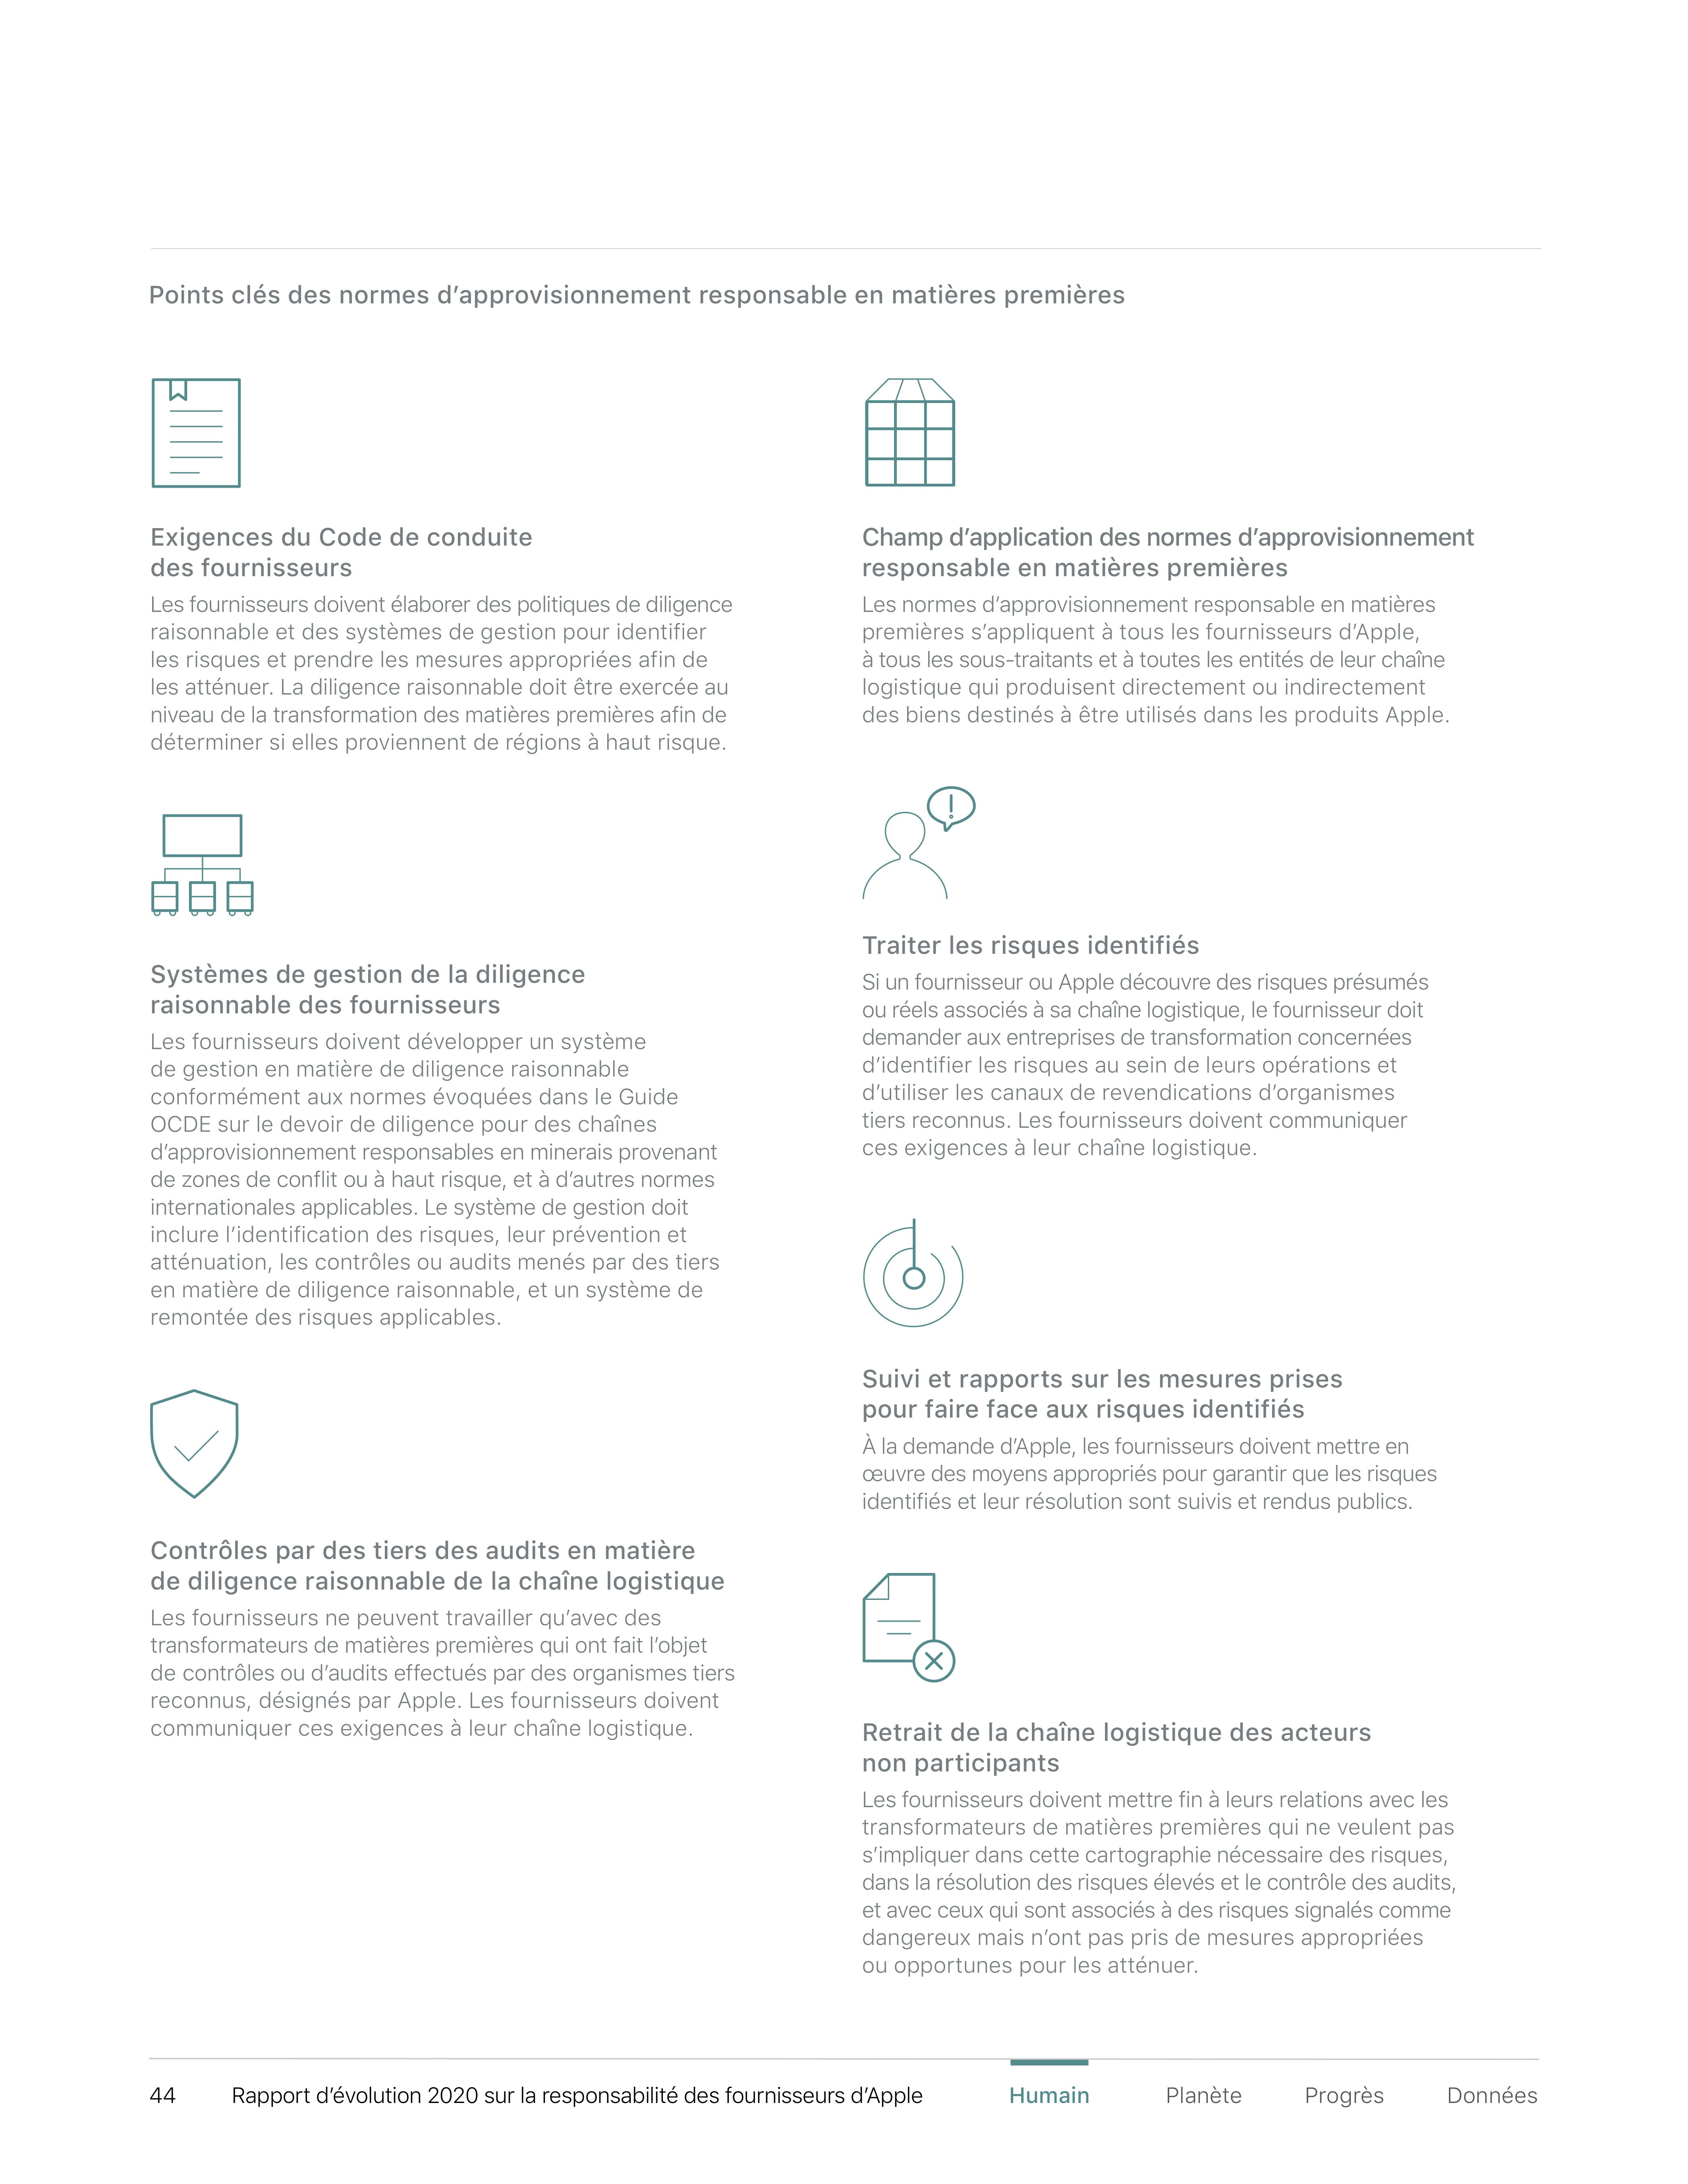 Points clés des normes d’approvisionnement responsable en matières premières
Exigences du Code de conduite
des fournisseurs
Les fournisseurs doivent élaborer des politiques de diligence
raisonnable et des systèmes de gestion pour identifier
les risques et prendre les mesures appropriées afin de
les atténuer. La diligence raisonnable doit être exercée au
niveau de la transformation des matières premières afin de
déterminer si elles proviennent de régions à haut risque.
Systèmes de gestion de la diligence
raisonnable des fournisseurs
Les fournisseurs doivent développer un système
de gestion en matière de diligence raisonnable
conformément aux normes évoquées dans le Guide
OCDE sur le devoir de diligence pour des chaînes
d’approvisionnement responsables en minerais provenant
de zones de conflit ou à haut risque, et à d’autres normes
internationales applicables. Le système de gestion doit
inclure l’identification des risques, leur prévention et
atténuation, les contrôles ou audits menés par des tiers
en matière de diligence raisonnable, et un système de
remontée des risques applicables.
Contrôles par des tiers des audits en matière
de diligence raisonnable de la chaîne logistique
Les fournisseurs ne peuvent travailler qu’avec des
transformateurs de matières premières qui ont fait l’objet
de contrôles ou d’audits effectués par des organismes tiers
reconnus, désignés par Apple. Les fournisseurs doivent
communiquer ces exigences à leur chaîne logistique.
Champ d’application des normes d’approvisionnement
responsable en matières premières
Les normes d’approvisionnement responsable en matières
premières s’appliquent à tous les fournisseurs d’Apple,
à tous les sous-traitants et à toutes les entités de leur chaîne
logistique qui produisent directement ou indirectement
des biens destinés à être utilisés dans les produits Apple.
Traiter les risques identifiés
Si un fournisseur ou Apple découvre des risques présumés
ou réels associés à sa chaîne logistique, le fournisseur doit
demander aux entreprises de transformation concernées
d’identifier les risques au sein de leurs opérations et
d’utiliser les canaux de revendications d’organismes
tiers reconnus. Les fournisseurs doivent communiquer
ces exigences à leur chaîne logistique.
Suivi et rapports sur les mesures prises
pour faire face aux risques identifiés
À la demande d’Apple, les fournisseurs doivent mettre en
œuvre des moyens appropriés pour garantir que les risques
identifiés et leur résolution sont suivis et rendus publics.
Retrait de la chaîne logistique des acteurs
non participants
Les fournisseurs doivent mettre fin à leurs relations avec les
transformateurs de matières premières qui ne veulent pas
s’impliquer dans cette cartographie nécessaire des risques,
dans la résolution des risques élevés et le contrôle des audits,
et avec ceux qui sont associés à des risques signalés comme
dangereux mais n’ont pas pris de mesures appropriées
ou opportunes pour les atténuer.
44 Rapport d’évolution 2020 sur la responsabilité des fournisseurs d’Apple Humain Planète Progrès Données